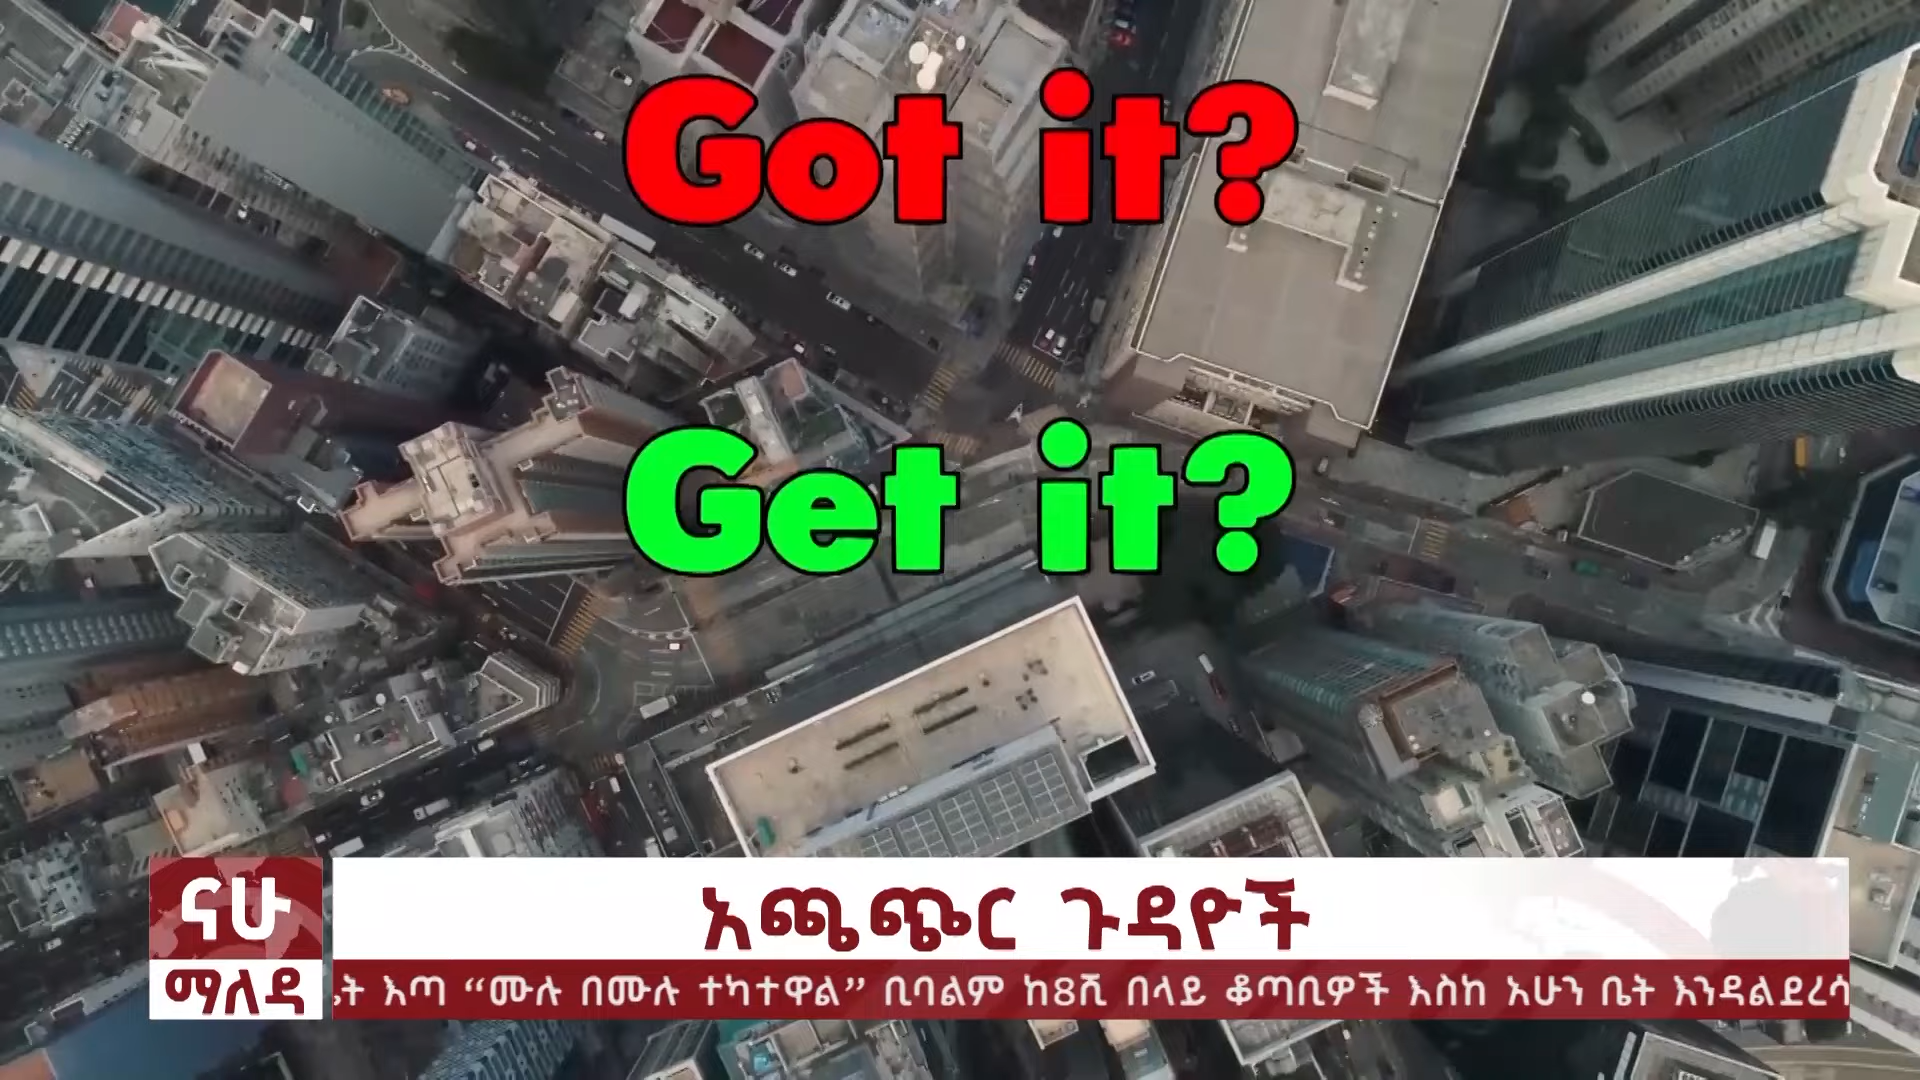 Got it?
Get it?
ናሁ
ማለዳ
አጫጭር ጉዳዮች
ት እጣ “ሙሉ በሙሉ ተካተዋል” ቢባልም ከ8ሺ በላይ ቆጣቢዎች እስከ አሁን ቤት እንዳልደረሳ